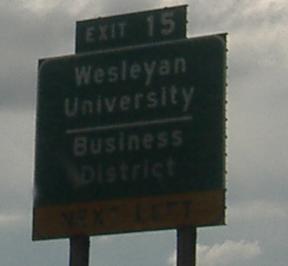 EXIT 15
Wesleyan
University
Business
District
NEXT LEFT